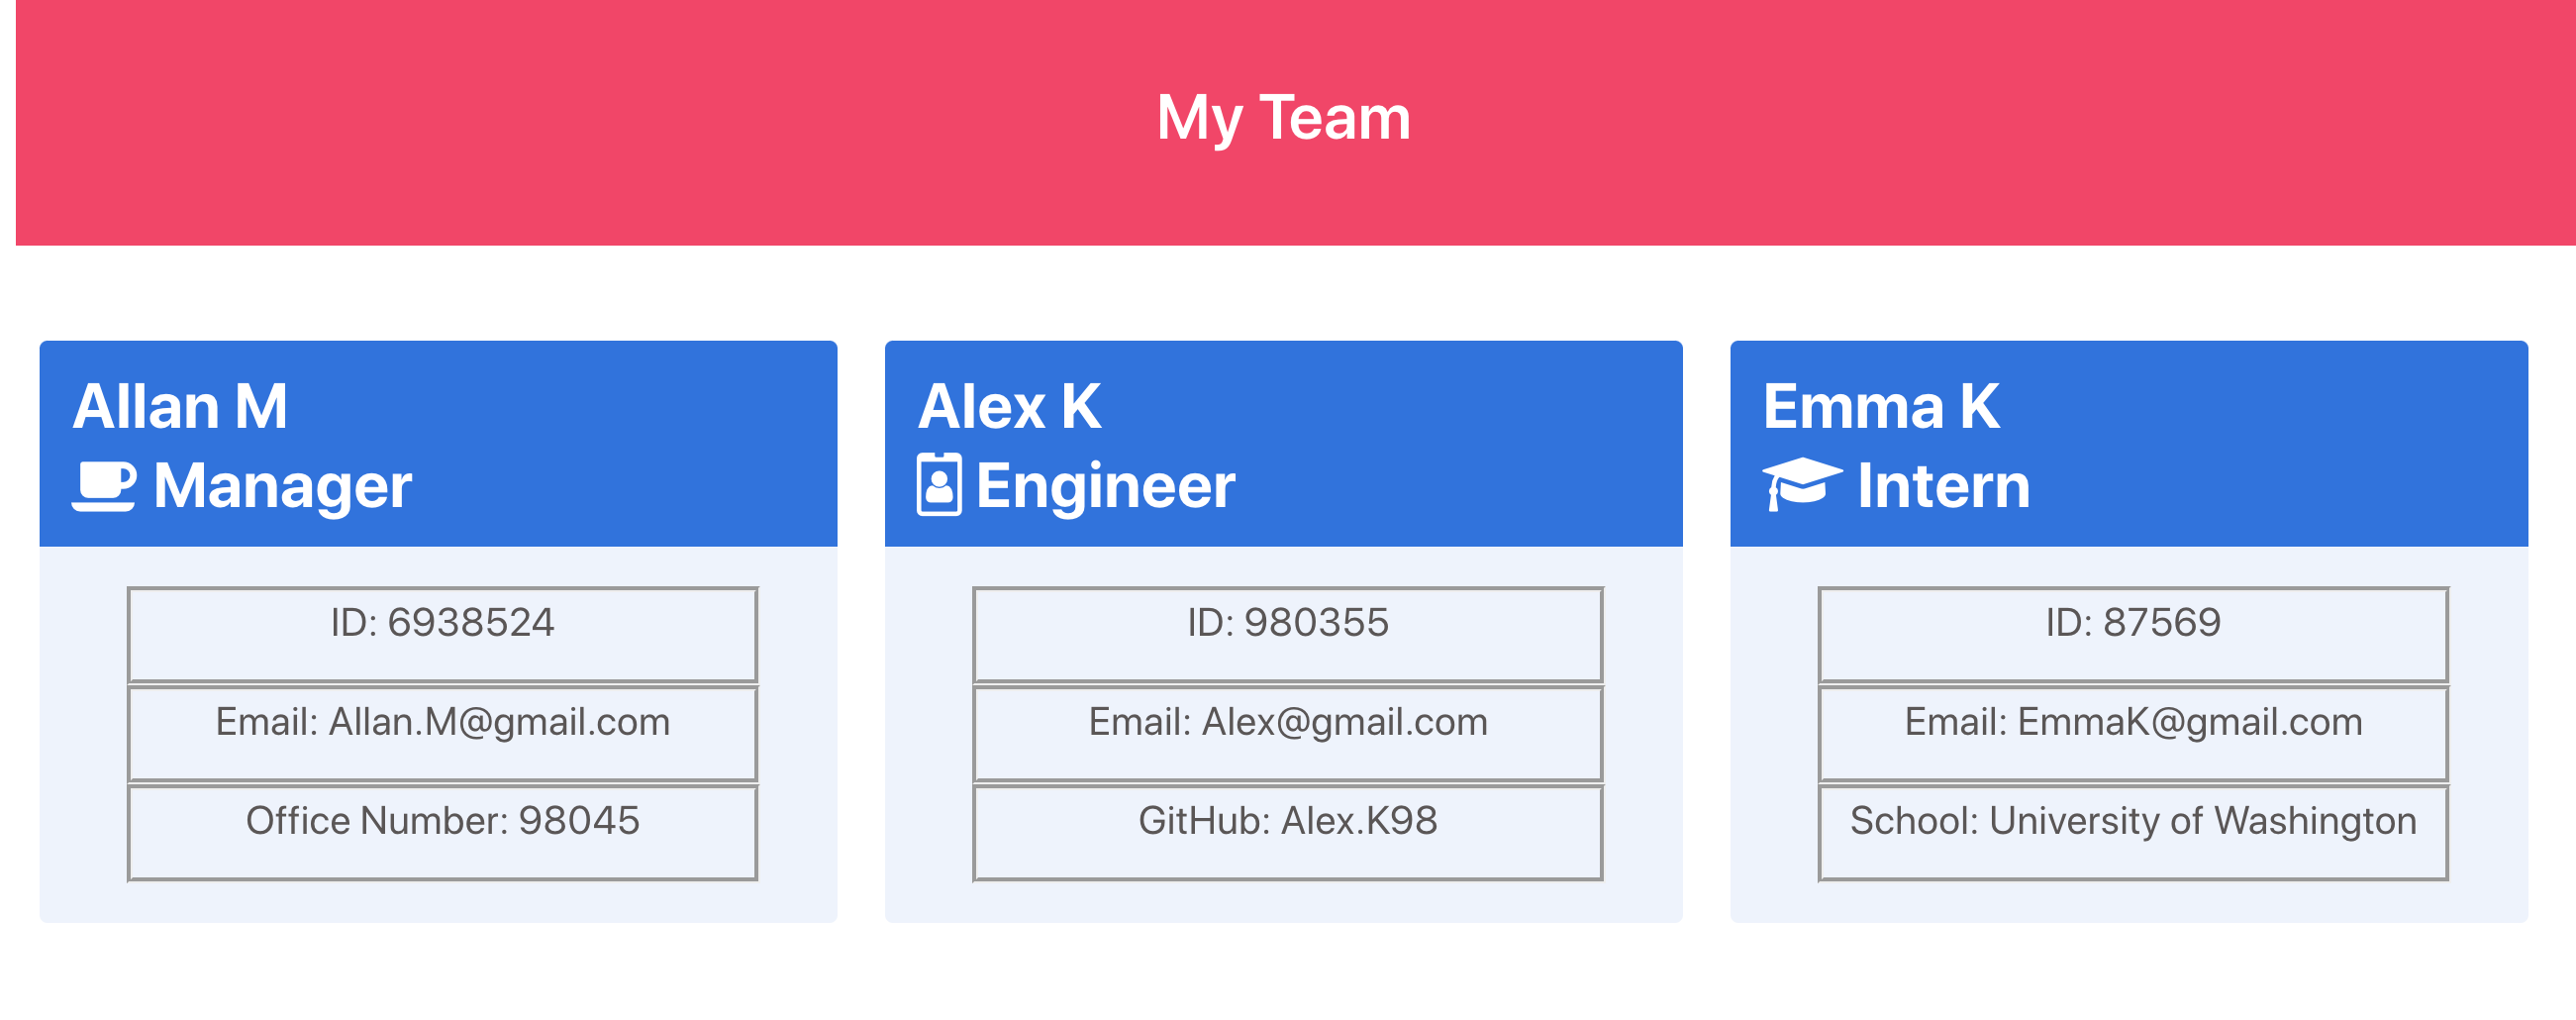 My Team
Allan M
Manager
ID: 6938524
Email: Allan.M@gmail.com
Office Number: 98045
Alex K
Engineer
ID: 980355
Email: Alex@gmail.com
GitHub: Alex.K98
Emma K
Intern
ID: 87569
Email: EmmaK@gmail.com
School: University of Washington